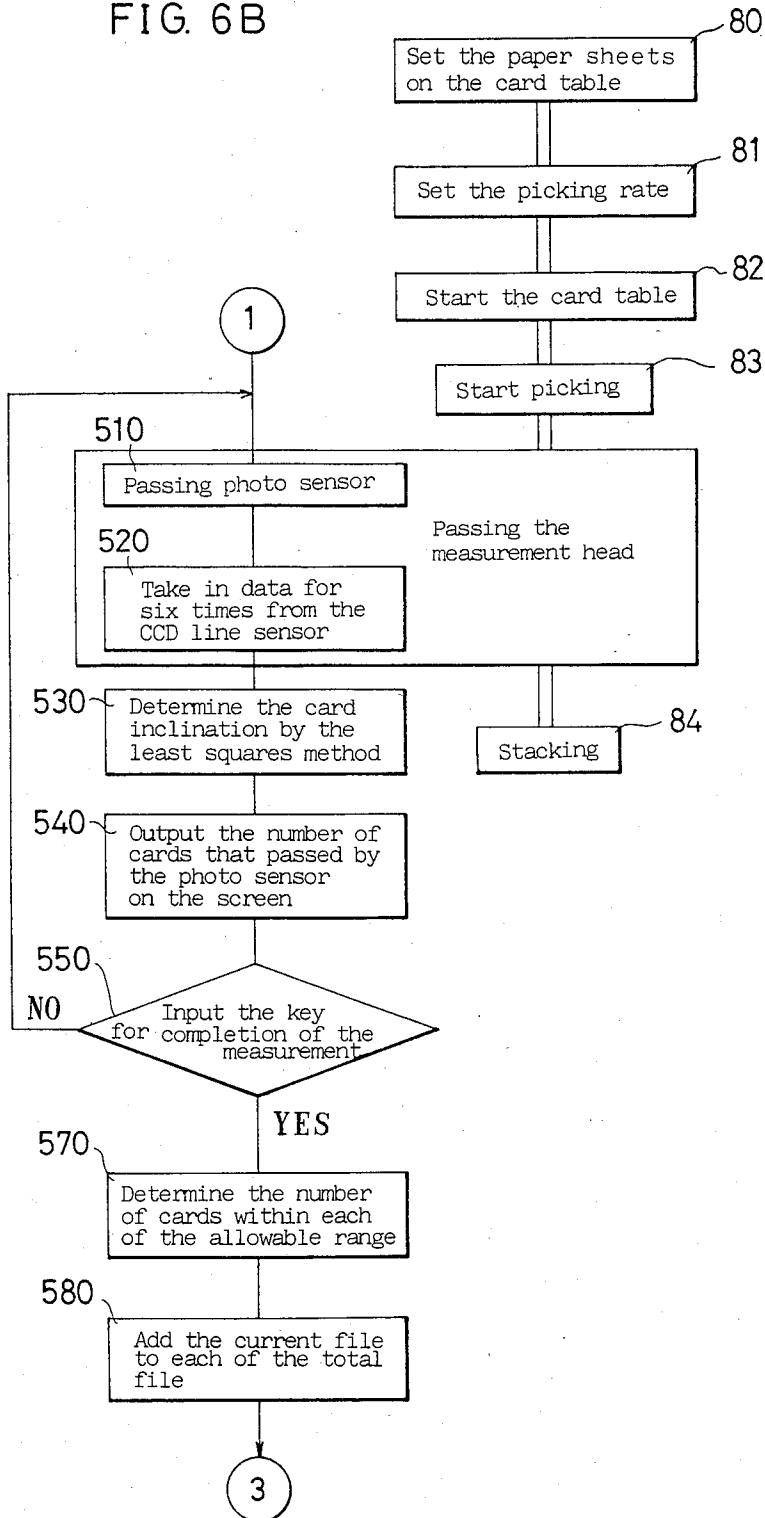 FIG. 6B
80
Set the paper sheets
on the card table
81
Set the picking rate
82
Start the card table
1
83
Start picking
510
Passing photo sensor
Passing the
measurement head
520
Take in data for
six times from the
CCD line sensor
530
Determine the card
inclination by the
least squares method
84
Stacking
540
Output the number of
cards that passed by
the photo sensor
on the screen
550
NO
Input the key
for completion of the
measurement
YES
570
Determine the number
of cards within each
of the allowable range
580
Add the current file
to each of the total
file
3